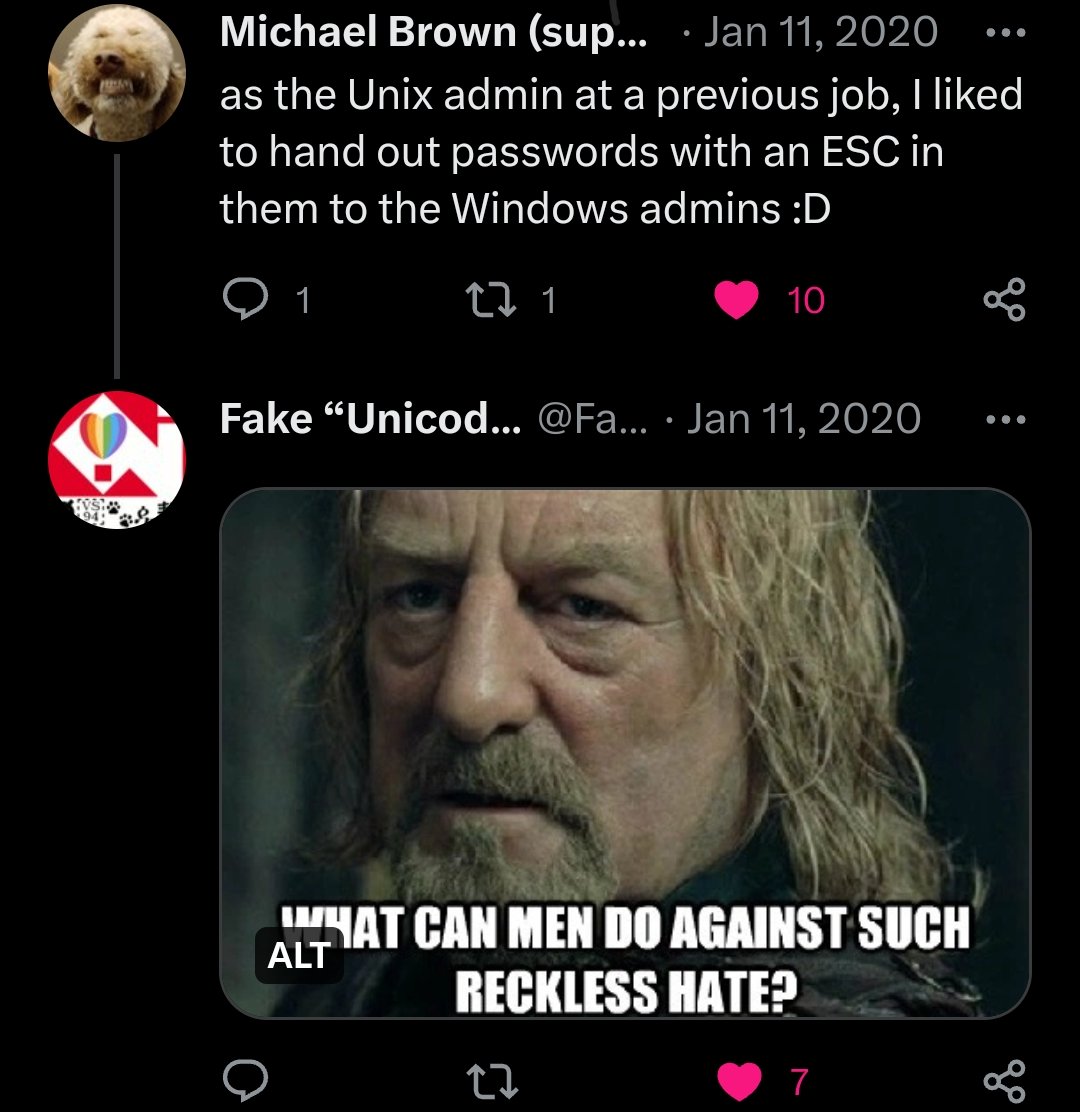 Michael Brown (sup... · Jan 11, 2020
as the Unix admin at a previous job, I liked
to hand out passwords with an ESC in
them to the Windows admins :D
1 1 10
Fake “Unicod... @Fa... · Jan 11, 2020
VS
94
WHAT CAN MEN DO AGAINST SUCH
ALT
RECKLESS HATE?
7